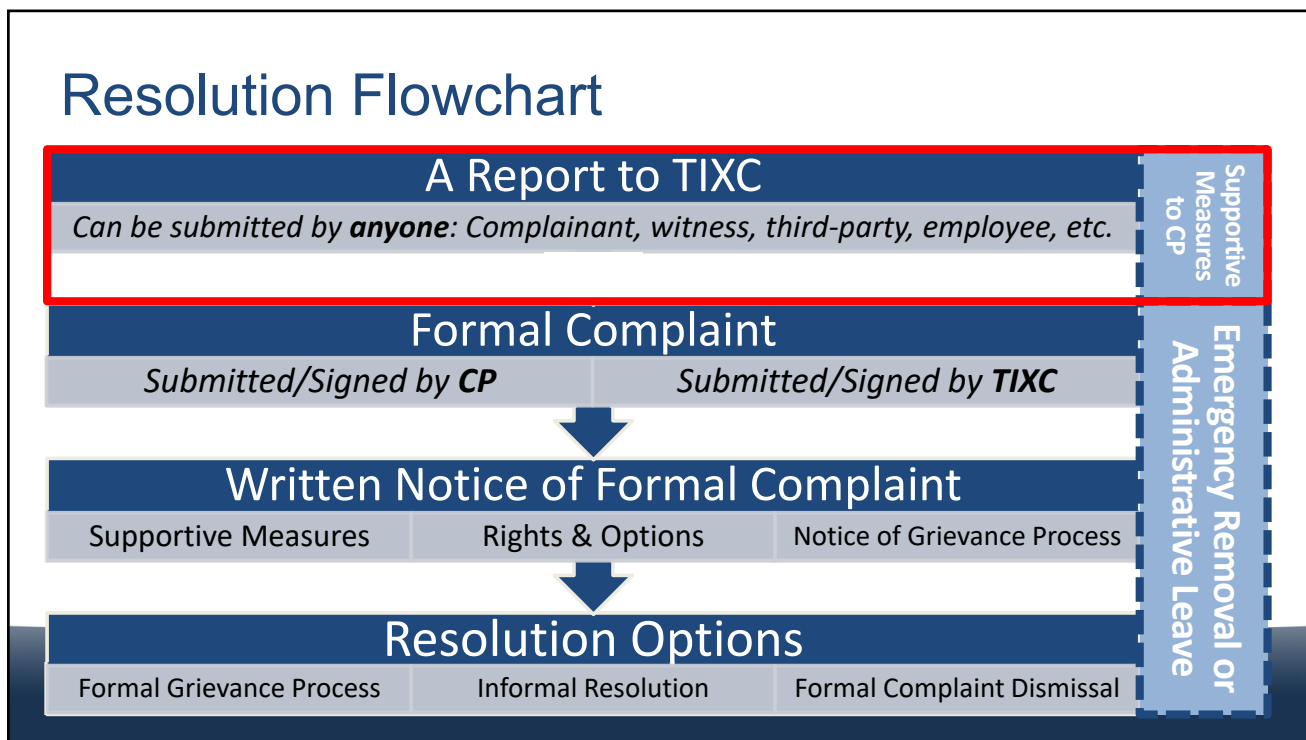 Resolution Flowchart
A Report to TIXC
Can be submitted by anyone: Complainant, witness, third-party, employee, etc.
Supportive
Measures
to CP
Formal Complaint
Submitted/Signed by CP
Submitted/Signed by TIXC
Written Notice of Formal Complaint
Supportive Measures
Rights & Options
Notice of Grievance Process
Resolution Options
Formal Grievance Process
Informal Resolution
Formal Complaint Dismissal
Emergency Removal or
Administrative Leave